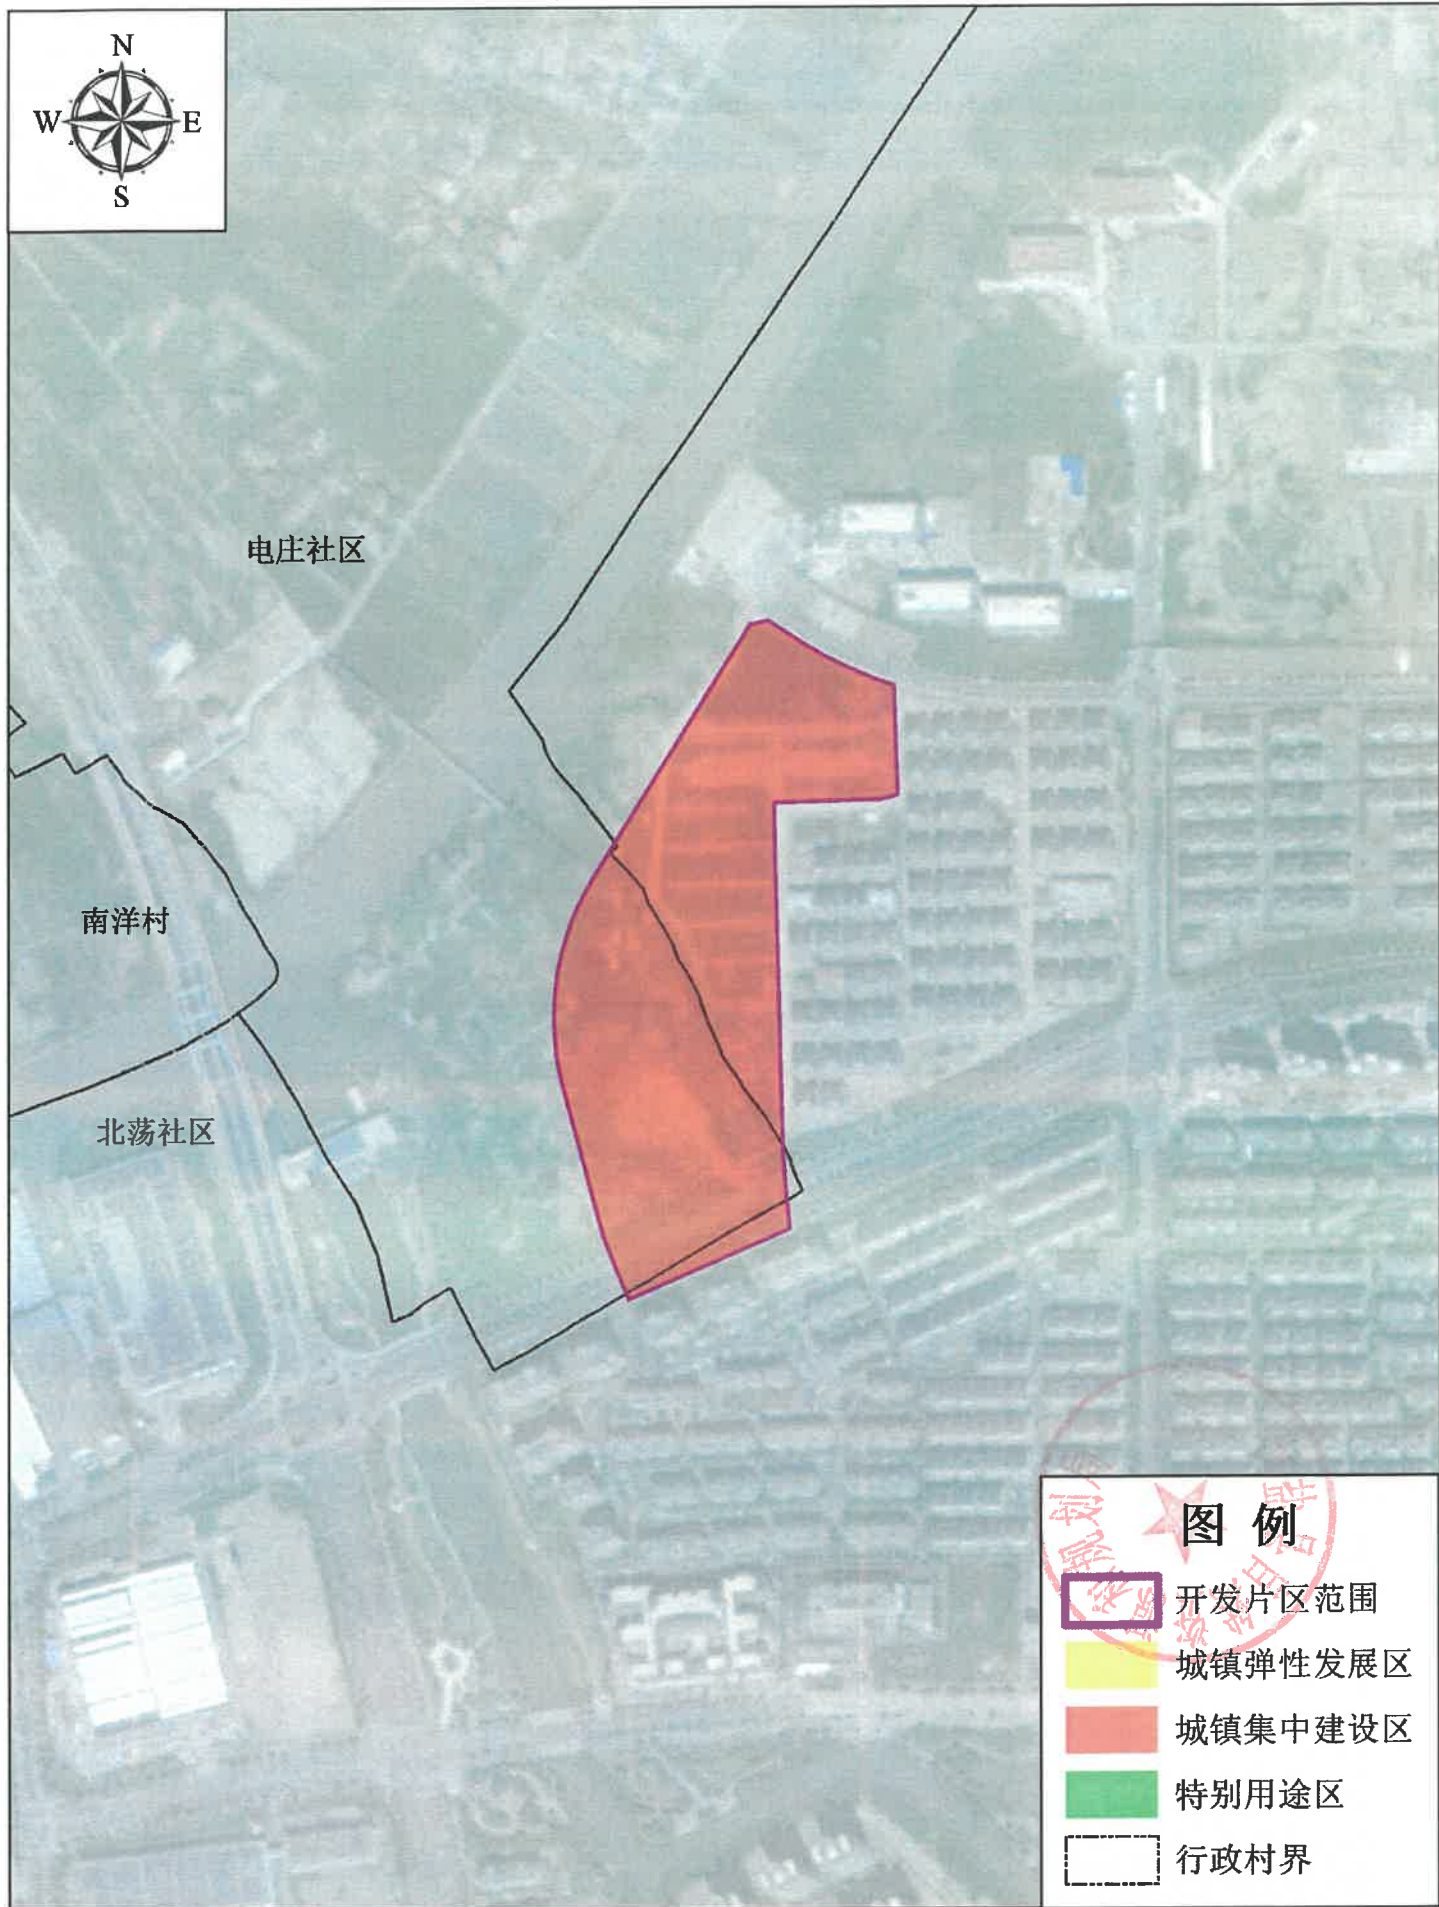 N
W E
S
电庄社区
南洋村
北荡社区
图 例
开发片区范围
城镇弹性发展区
城镇集中建设区
特别用途区
行政村界